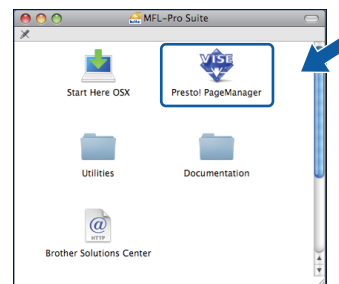 MFL-Pro Suite
VISE
Start Here OSX
Presto! PageManager
Utilities
Documentation
@
HTTP
Brother Solutions Center